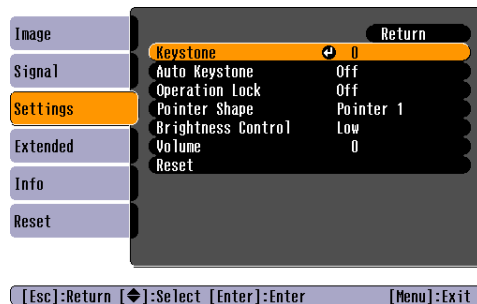 Image
Signal
Settings
Extended
Info
Reset
Return
Keystone 0
Auto Keystone Off
Operation Lock Off
Pointer Shape Pointer 1
Brightness Control Low
Volume 0
Reset
[Esc]:Return [◆]:Select [Enter]:Enter [Menu]:Exit